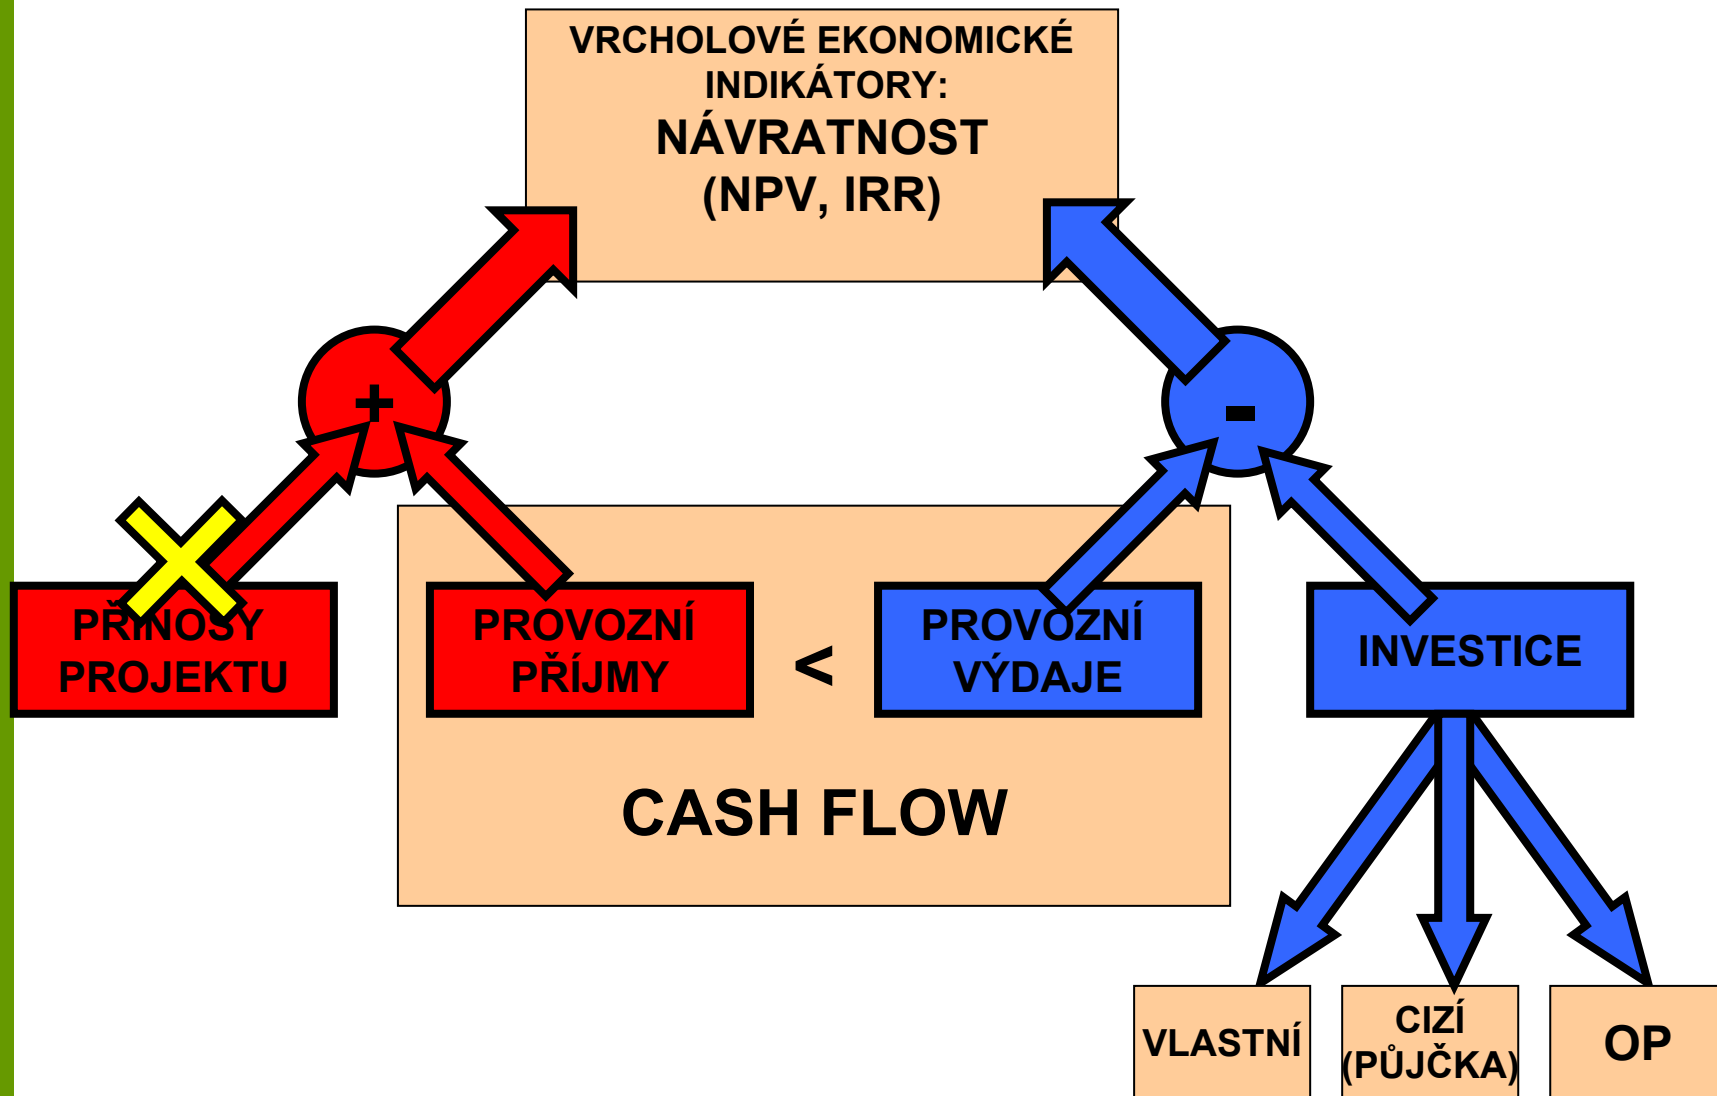 VRCHOLOVÉ EKONOMICKÉ
INDIKÁTORY:
NÁVRATNOST
(NPV, IRR)
+
-
PŘÍNOSY
PROJEKTU
PROVOZNÍ
PŘÍJMY
<
PROVOZNÍ
VÝDAJE
INVESTICE
CASH FLOW
VLASTNÍ
CIZÍ
(PŮJČKA)
OP